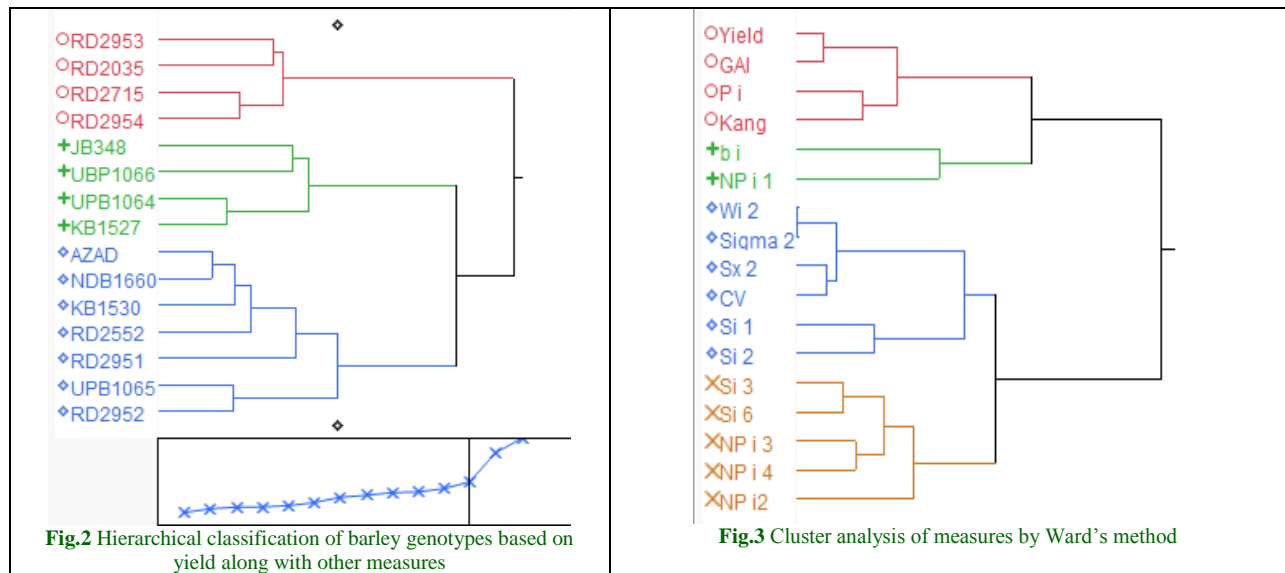 RD2953
RD2035
RD2715
RD2954
JB348
UBP1066
UPB1064
KB1527
AZAD
NDB1660
KB1530
RD2552
RD2951
UPB1065
RD2952
Fig.2 Hierarchical classification of barley genotypes based on
yield along with other measures
Yield
GAI
P i
Kang
b i
NP i 1
Wi 2
Sigma 2
Sx 2
CV
Si 1
Si 2
Si 3
Si 6
NP i 3
NP i 4
NP i2
Fig.3 Cluster analysis of measures by Ward's method